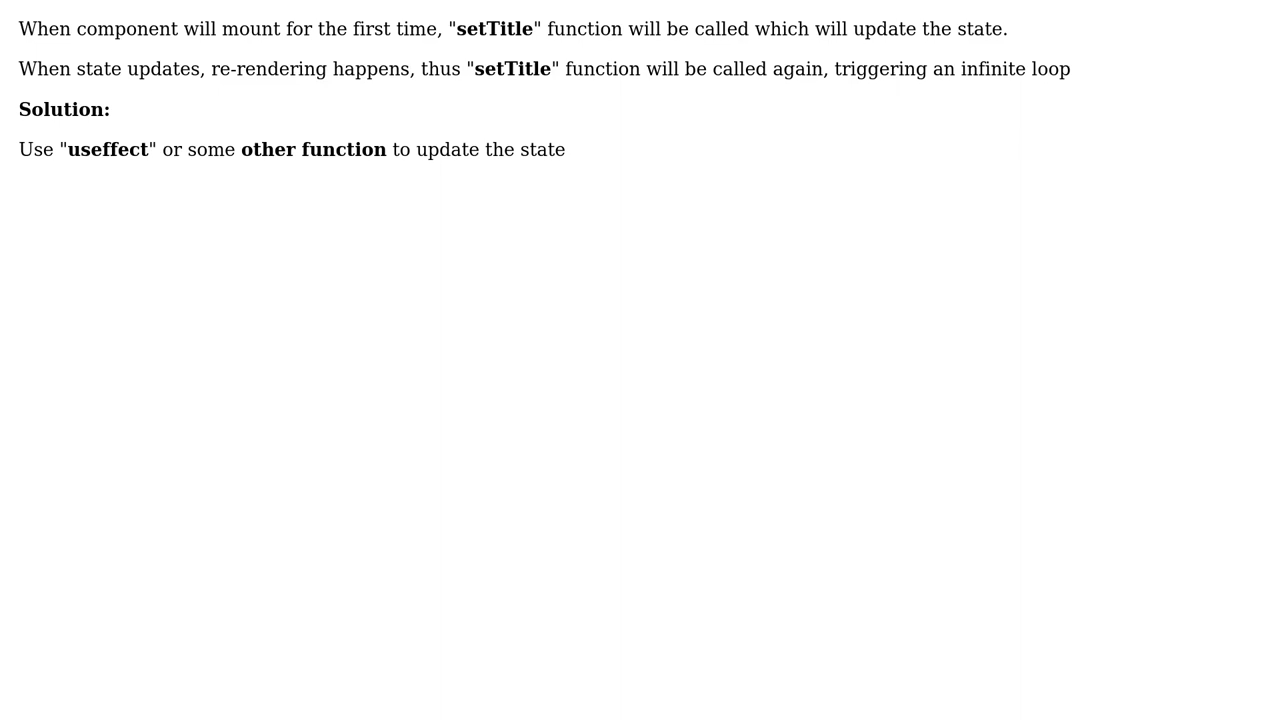 When component will mount for the first time, "setTitle" function will be called which will update the state.
When state updates, re-rendering happens, thus "setTitle" function will be called again, triggering an infinite loop
Solution:
Use "useffect" or some other function to update the state